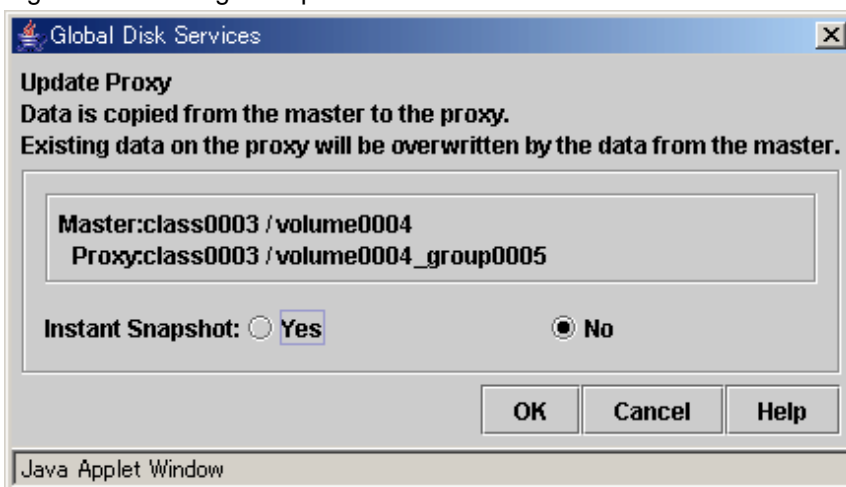 Global Disk Services
Update Proxy
Data is copied from the master to the proxy.
Existing data on the proxy will be overwritten by the data from the master.
Master:class0003 / volume0004
Proxy:class0003 / volume0004_group0005
Instant Snapshot: Yes No
OK Cancel Help
Java Applet Window